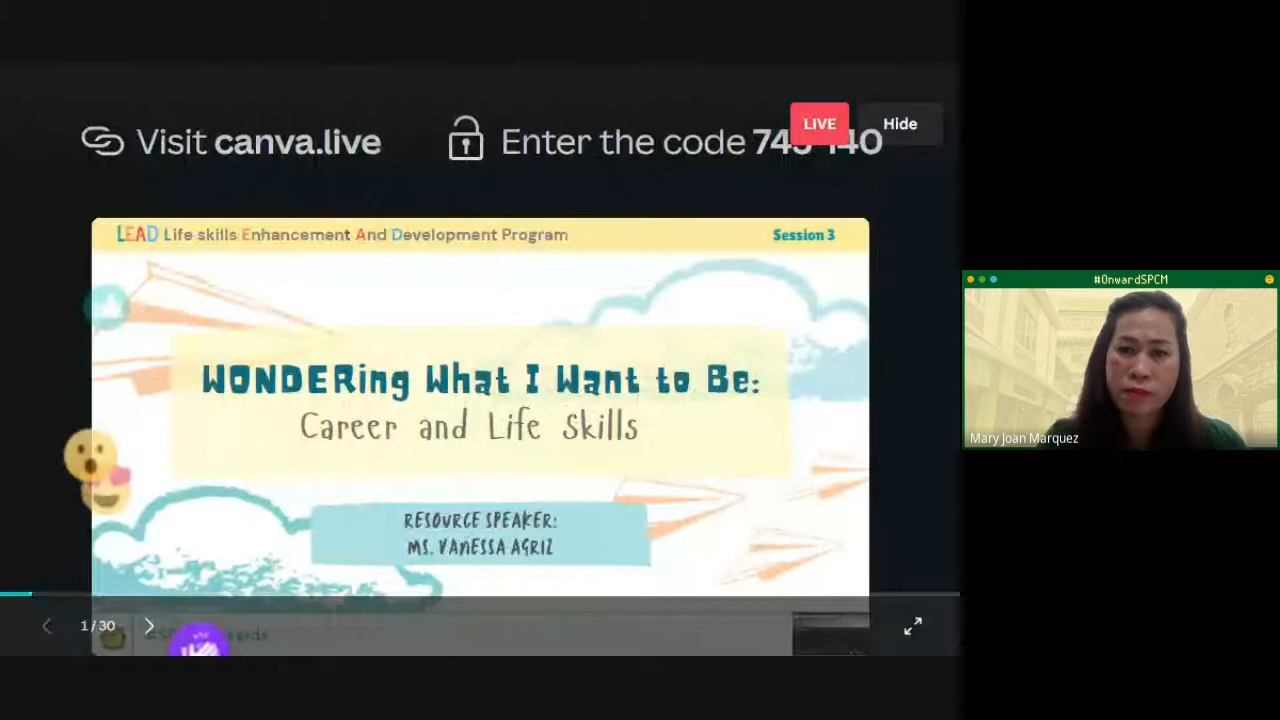 Visit canva.live
Enter the code
LIVE
Hide
LEAD Life skills Enhancement And Development Program
Session 3
WONDERing What I Want to Be:
Career and Life Skills
RESOURCE SPEAKER:
MS. VANESSA AGRIZ
1 / 30
#OnwardSPCM
Mary Joan Marquez